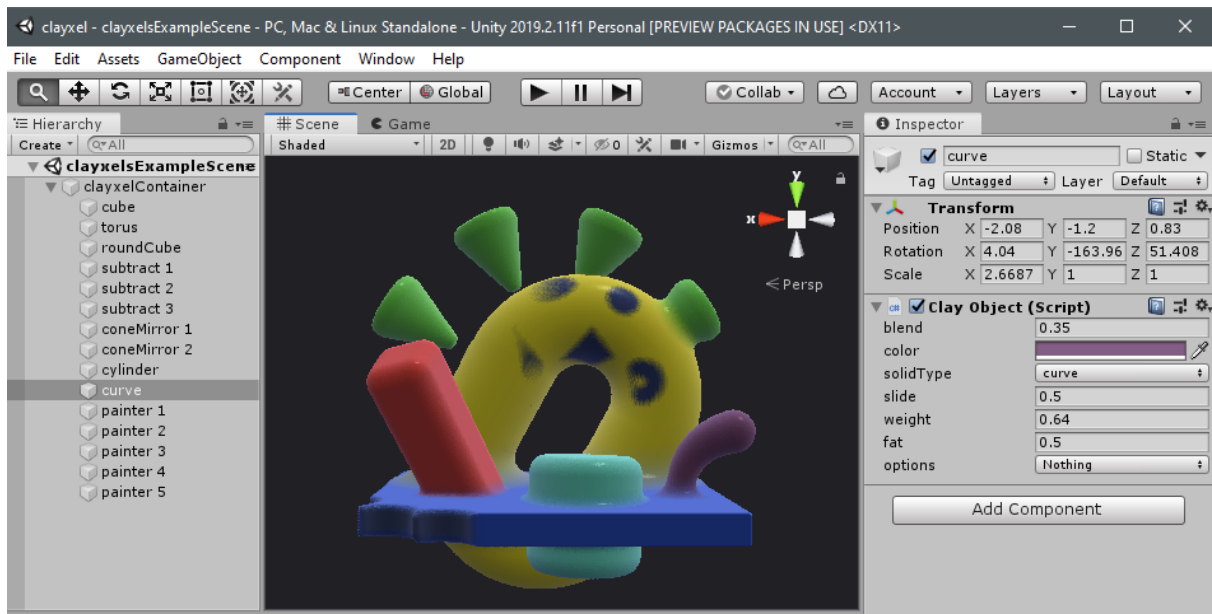 clayxel - clayxelsExampleScene - PC, Mac & Linux Standalone - Unity 2019.2.11f1 Personal [PREVIEW PACKAGES IN USE] <DX11>
File Edit Assets GameObject Component Window Help
Center Global Collab Account Layers Layout
Hierarchy
Create All
clayxelsExampleScene
clayxelContainer
cube
torus
roundCube
subtract 1
subtract 2
subtract 3
coneMirror 1
coneMirror 2
cylinder
curve
painter 1
painter 2
painter 3
painter 4
painter 5
Scene Game
Shaded 2D 0 Gizmos All
y
x
Persp
Inspector
curve Static
Tag Untagged Layer Default
Transform
Position X -2.08 Y -1.2 Z 0.83
Rotation X 4.04 Y -163.96 Z 51.408
Scale X 2.6687 Y 1 Z 1
c# Clay Object (Script)
blend 0.35
color
solidType curve
slide 0.5
weight 0.64
fat 0.5
options Nothing
Add Component